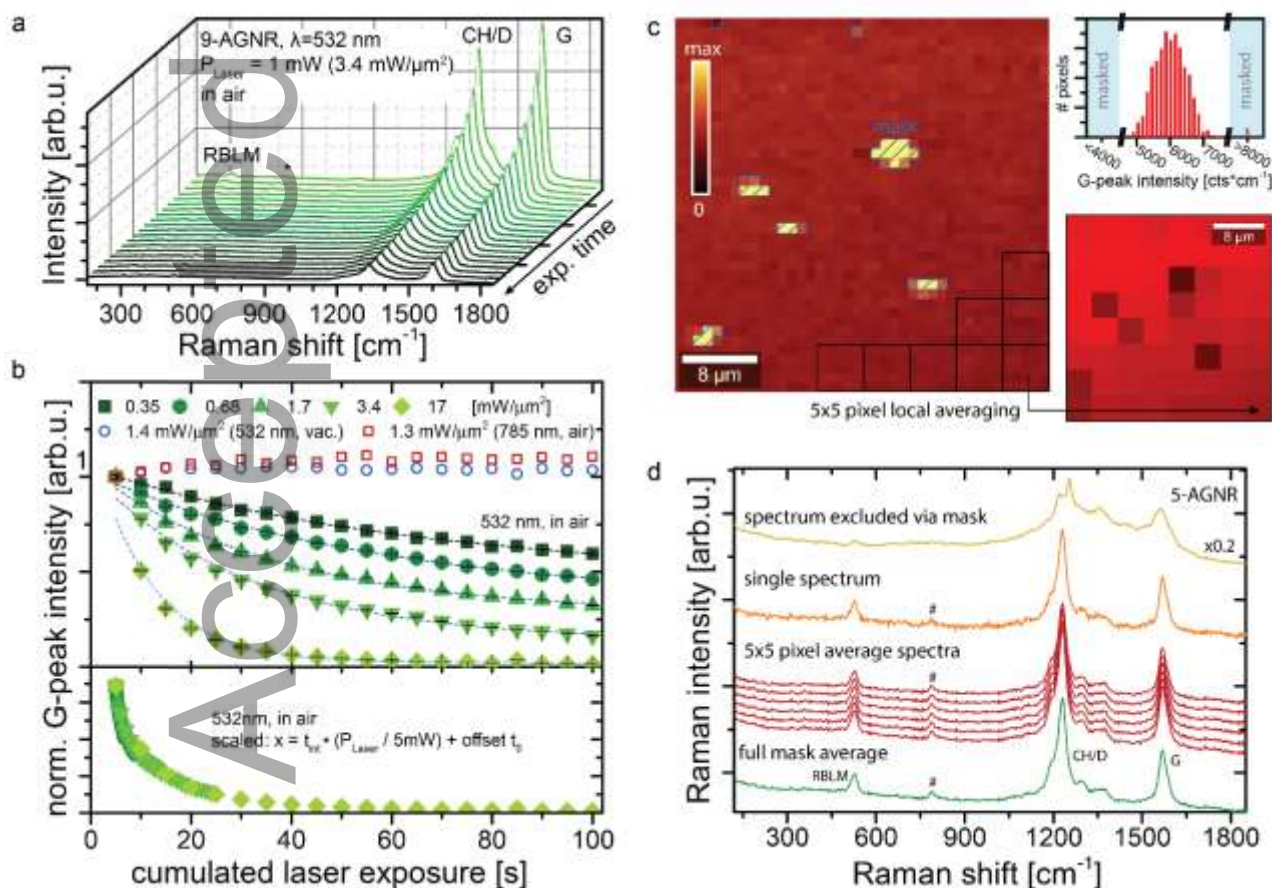 a
9-AGNR, λ=532 nm
P_Laser = 1 mW (3.4 mW/μm²)
in air
CH/D
G
RBLM
*
Intensity [arb.u.]
exp. time
300 600 900 1200 1500 1800
Raman shift [cm⁻¹]
b
0.35 0.68 1.7 3.4 17 [mW/μm²]
1.4 mW/μm² (532 nm, vac.) 1.3 mW/μm² (785 nm, air)
1
532 nm, in air
532nm, in air
scaled: x = t_int * (P_Laser / 5mW) + offset t_0
norm. G-peak intensity [arb.u.]
0 20 40 60 80 100
cumulated laser exposure [s]
Accepted
c
max
0
mask
8 μm
5x5 pixel local averaging
# pixels
masked
masked
<4000 5000 6000 7000 >8000
G-peak intensity [cts*cm⁻¹]
8 μm
d
5-AGNR
spectrum excluded via mask
x0.2
single spectrum
#
5x5 pixel average spectra
#
full mask average
CH/D
RBLM
#
G
Raman intensity [arb.u.]
300 600 900 1200 1500 1800
Raman shift [cm⁻¹]